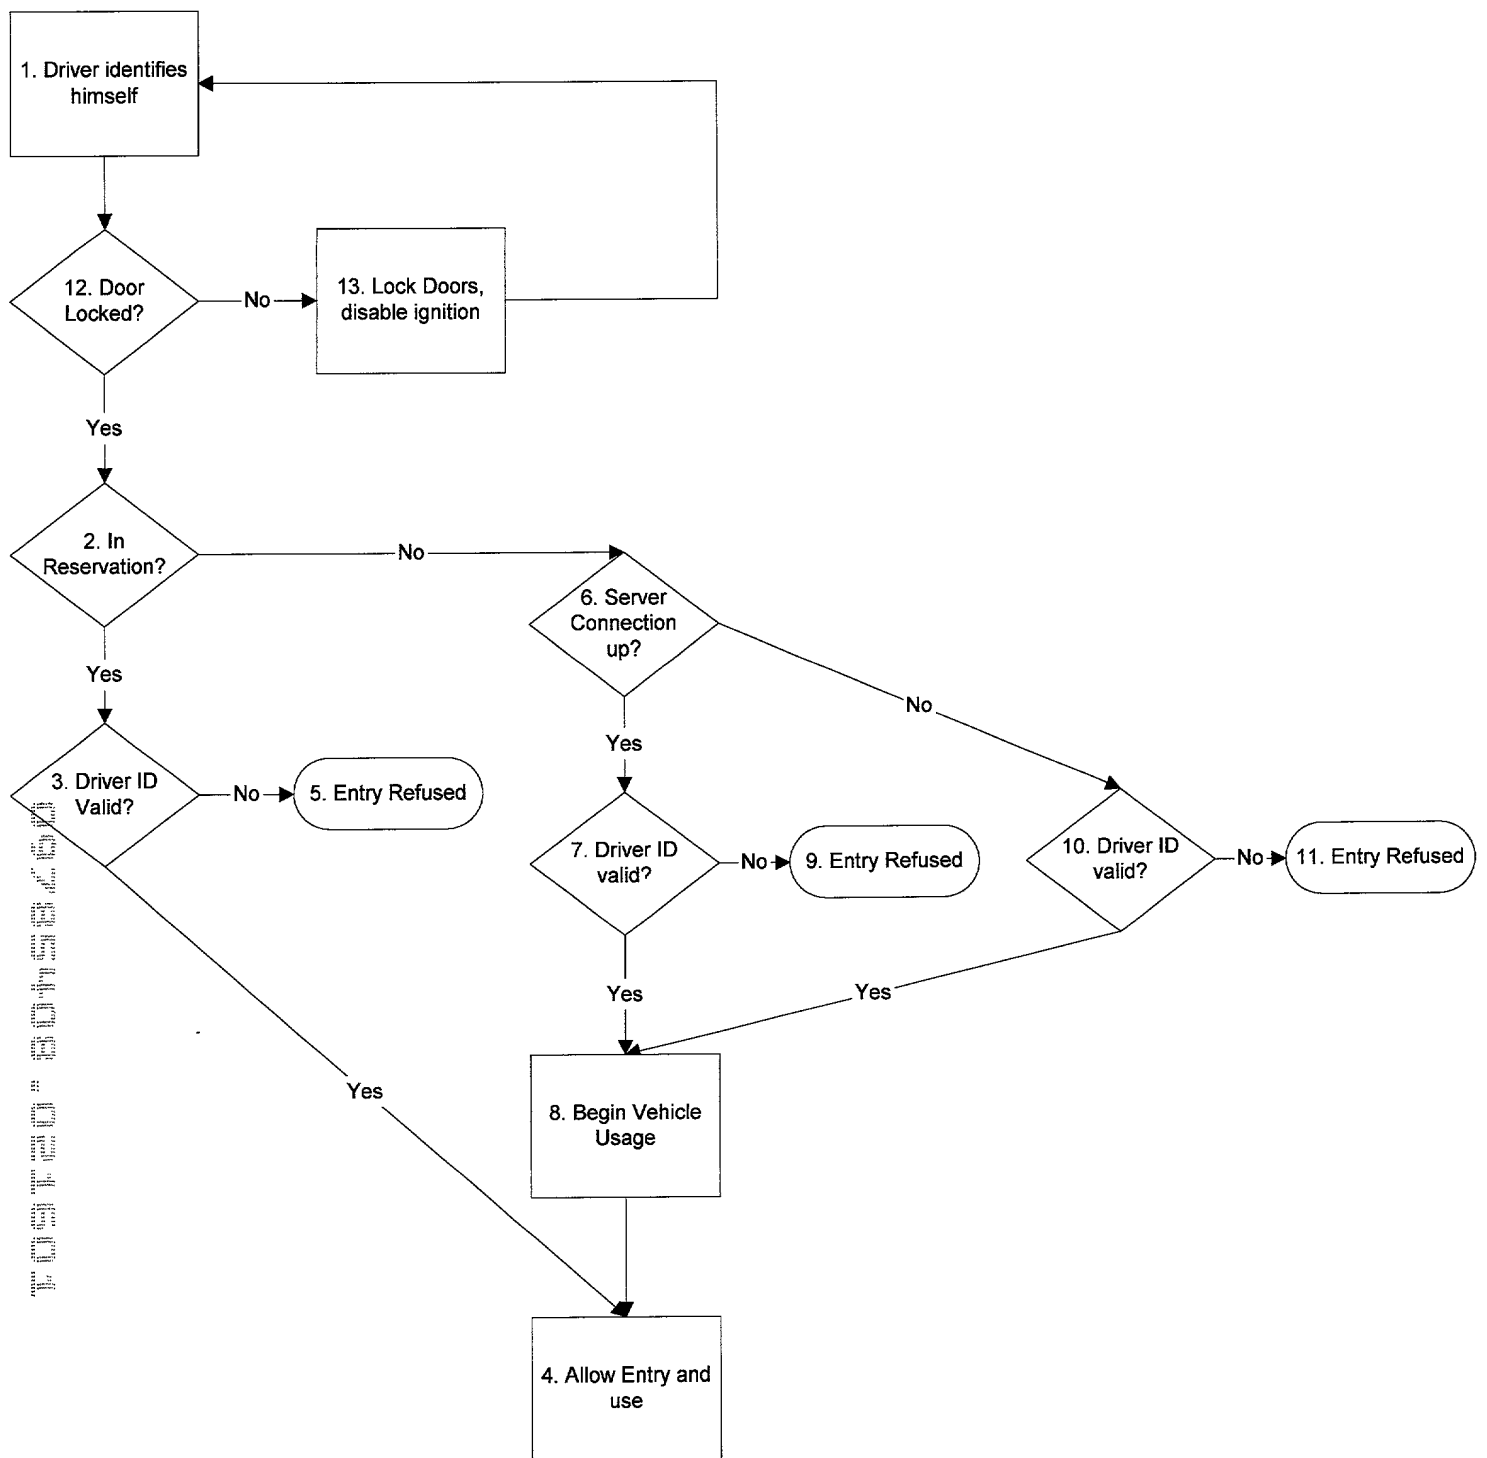 1. Driver identifies
himself
12. Door
Locked?
No
13. Lock Doors,
disable ignition
Yes
2. In
Reservation?
No
6. Server
Connection
up?
Yes
No
Yes
3. Driver ID
Valid?
No
5. Entry Refused
7. Driver ID
valid?
No
9. Entry Refused
10. Driver ID
valid?
No
11. Entry Refused
Yes
Yes
Yes
8. Begin Vehicle
Usage
4. Allow Entry and
use